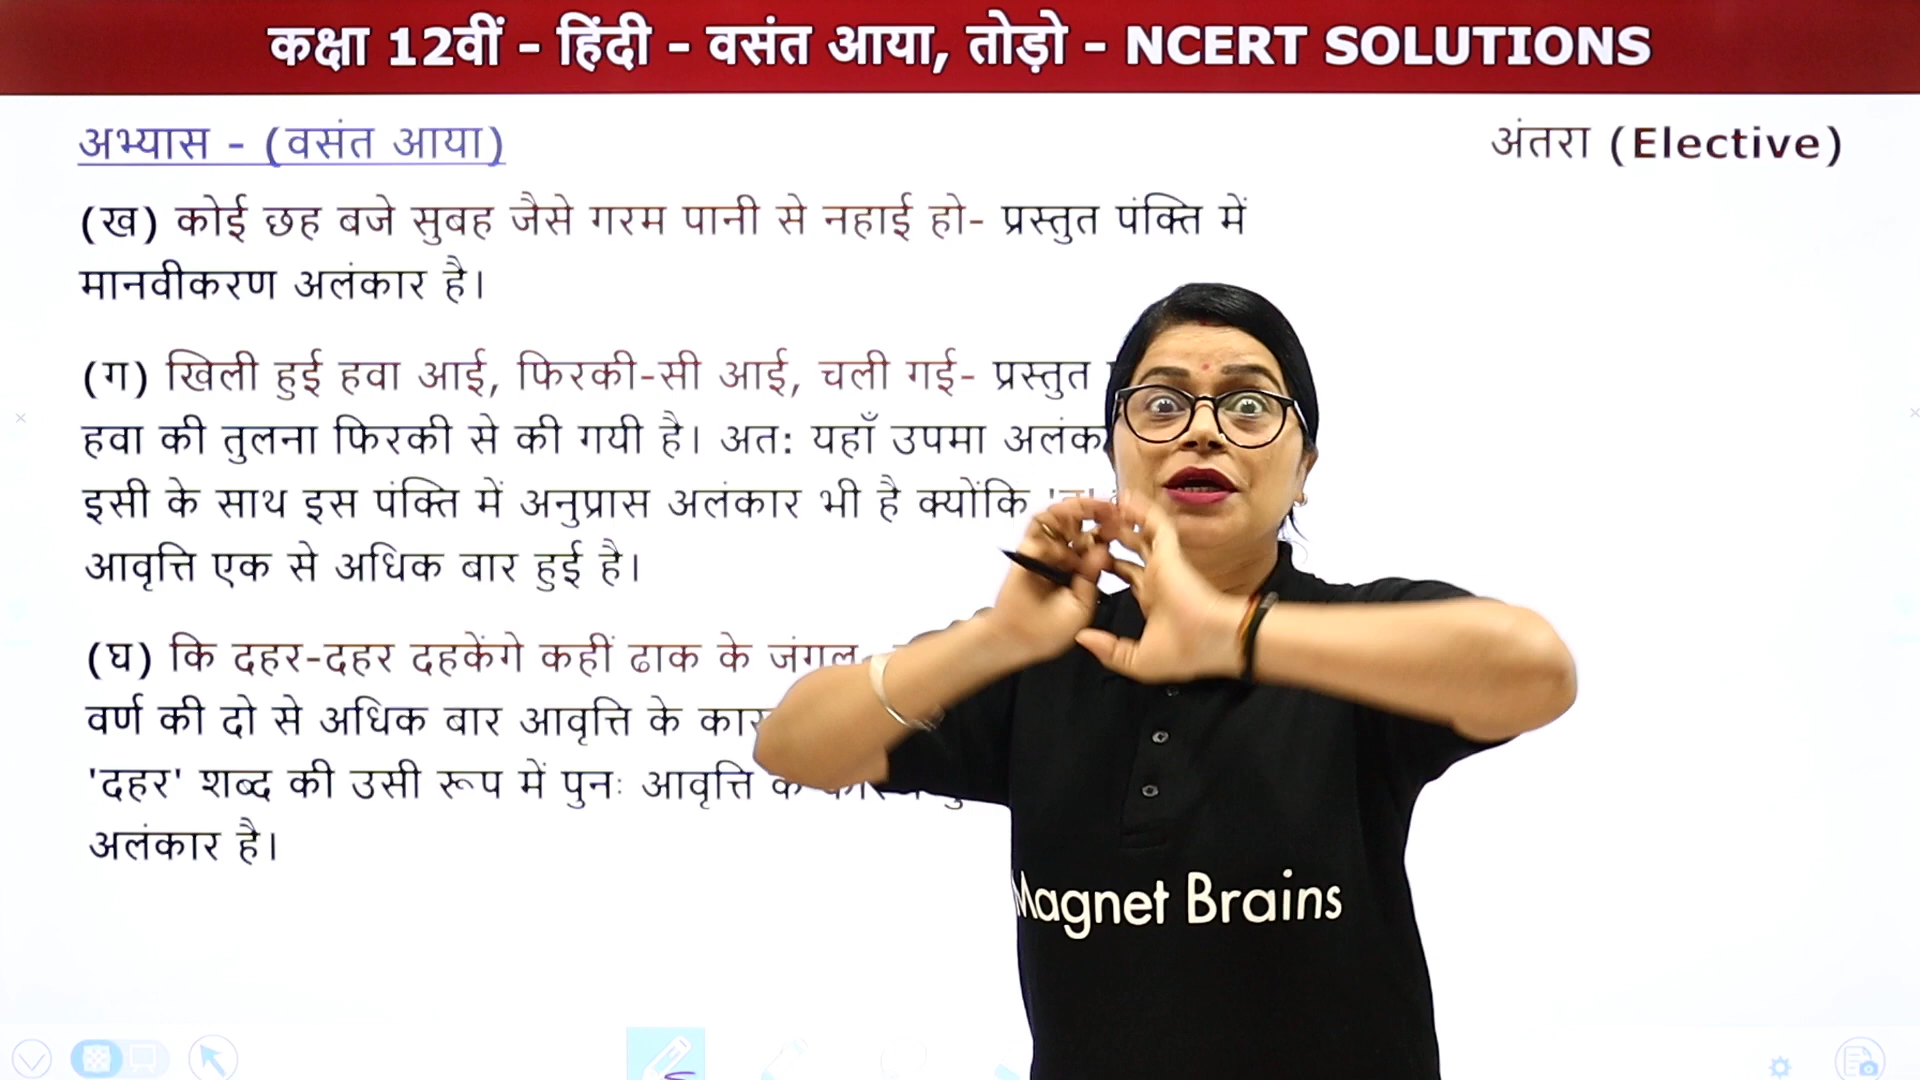 कक्षा 12वीं - हिंदी - वसंत आया, तोड़ो - NCERT SOLUTIONS
अभ्यास - (वसंत आया)
अंतरा (Elective)
(ख) कोई छह बजे सुबह जैसे गरम पानी से नहाई हो- प्रस्तुत पंक्ति में
मानवीकरण अलंकार है।
(ग) खिली हुई हवा आई, फिरकी-सी आई, चली गई- प्रस्तुत
हवा की तुलना फिरकी से की गयी है। अत: यहाँ उपमा
इसी के साथ इस पंक्ति में अनुप्रास अलंकार भी है क्योंकि
आवृत्ति एक से अधिक बार हुई है।
(घ) कि दहर-दहर दहकेंगे कहीं ढाक के जंगल
वर्ण की दो से अधिक बार आवृत्ति के
'दहर' शब्द की उसी रूप में पुनः आवृत्ति
अलंकार है।
Magnet Brains